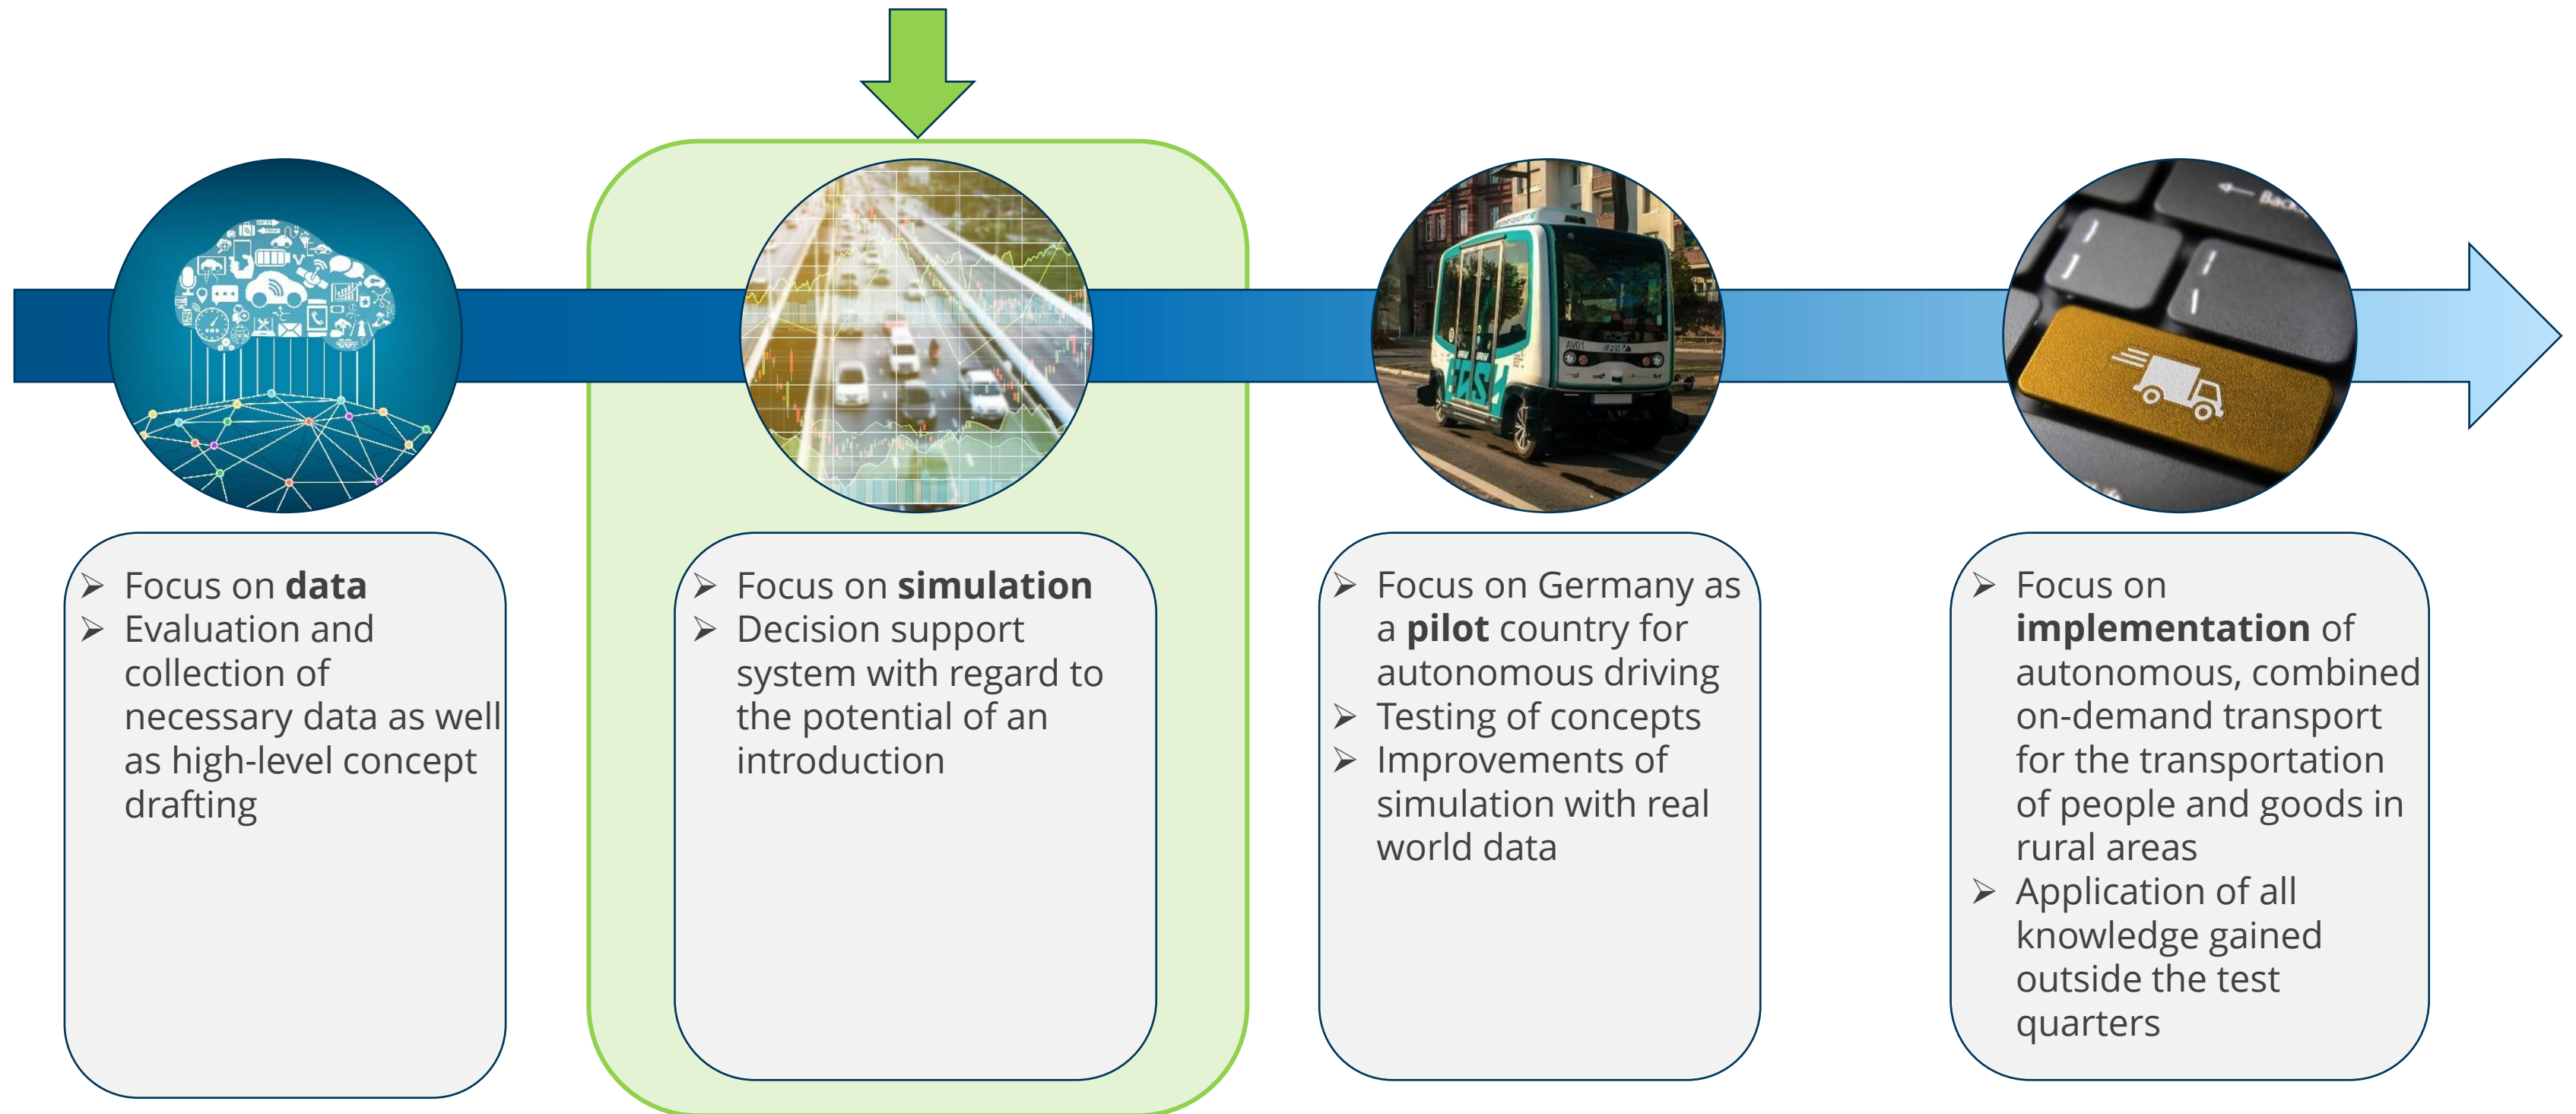 ➢ Focus on data
➢ Evaluation and
collection of
necessary data as well
as high-level concept
drafting
➢ Focus on simulation
➢ Decision support
system with regard to
the potential of an
introduction
AV01
EASY
➢ Focus on Germany as
a pilot country for
autonomous driving
➢ Testing of concepts
➢ Improvements of
simulation with real
world data
← Back
}
]
|
\
➢ Focus on
implementation of
autonomous, combined
on-demand transport
for the transportation
of people and goods in
rural areas
➢ Application of all
knowledge gained
outside the test
quarters